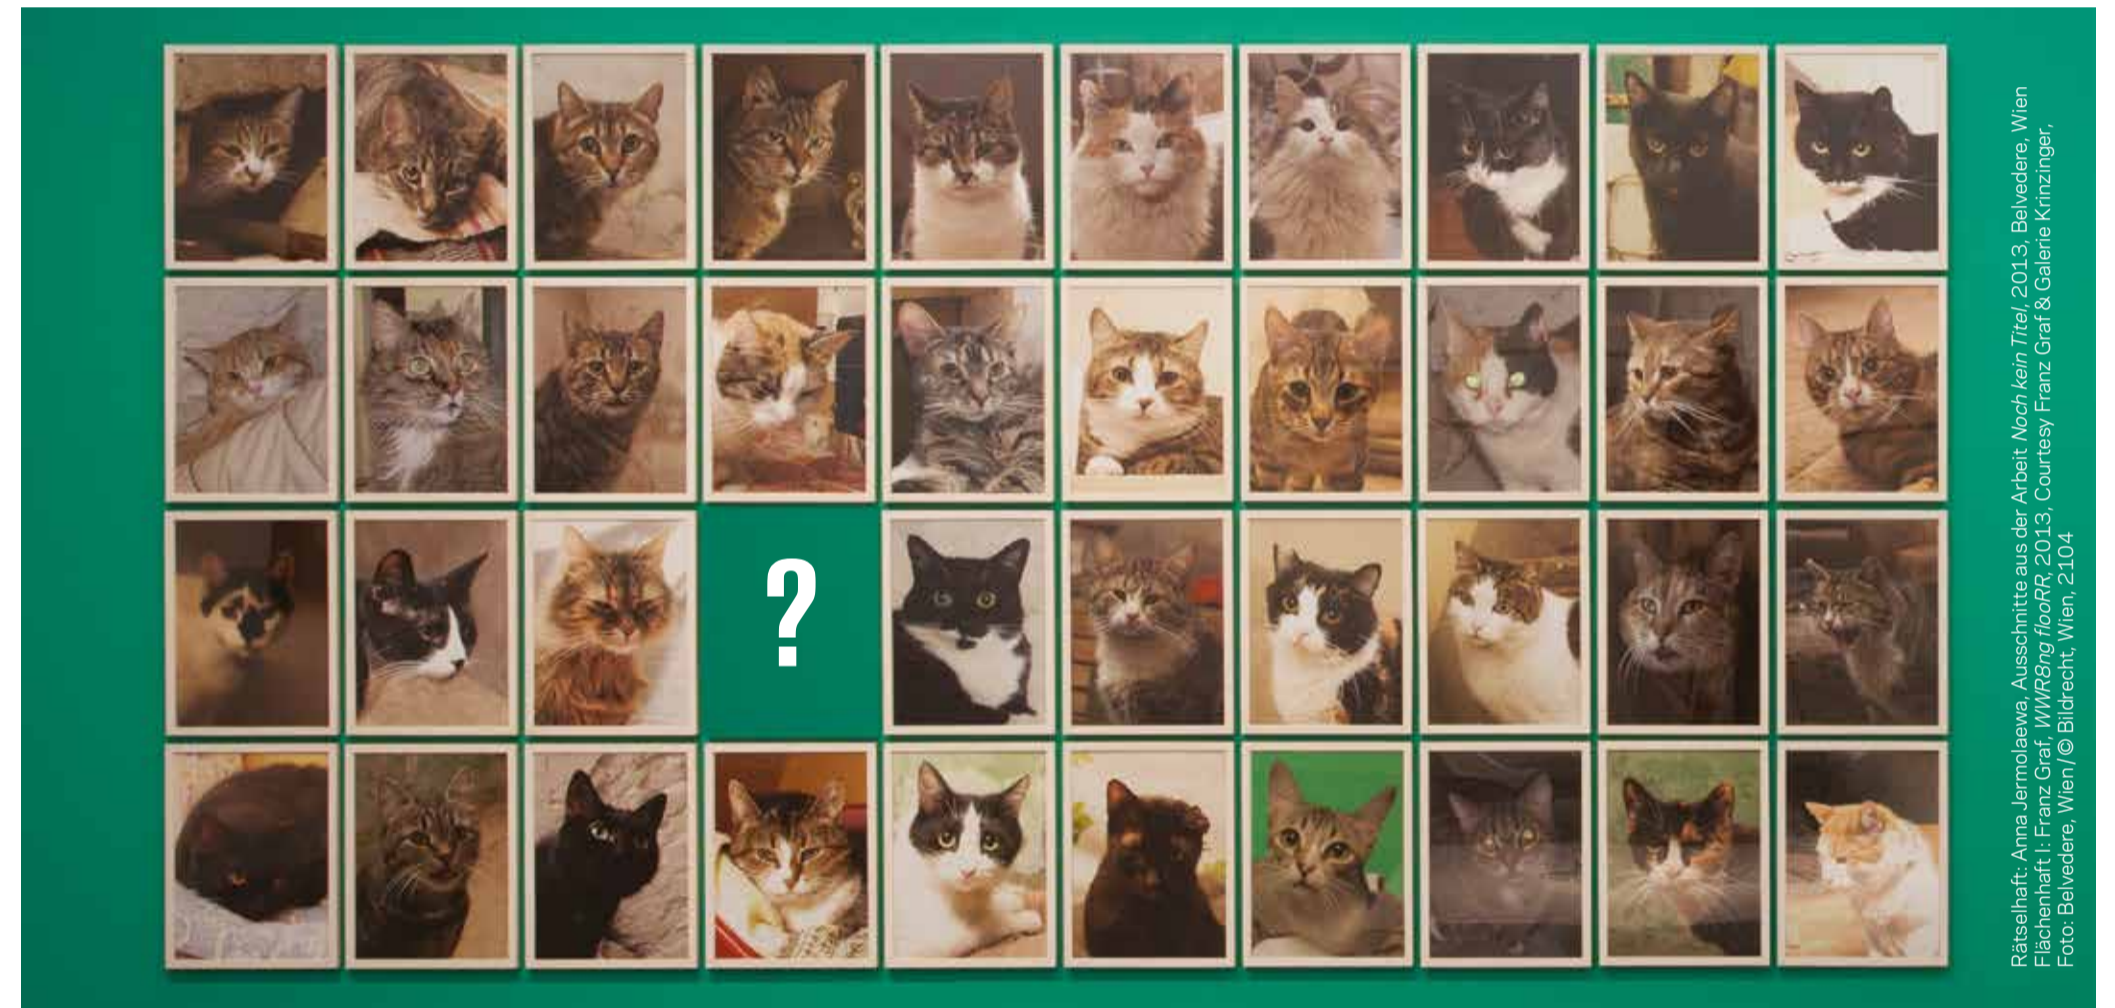 ?
Rätselhaft: Anna Jermolaewa, Ausschnitte aus der Arbeit Noch kein Titel, 2013, Belvedere, Wien
Flächenhaft I: Franz Graf, WWR8ng flooRR, 2013, Courtesy Franz Graf & Galerie Krinzinger,
Foto: Belvedere, Wien/© Bildrecht, Wien, 2104